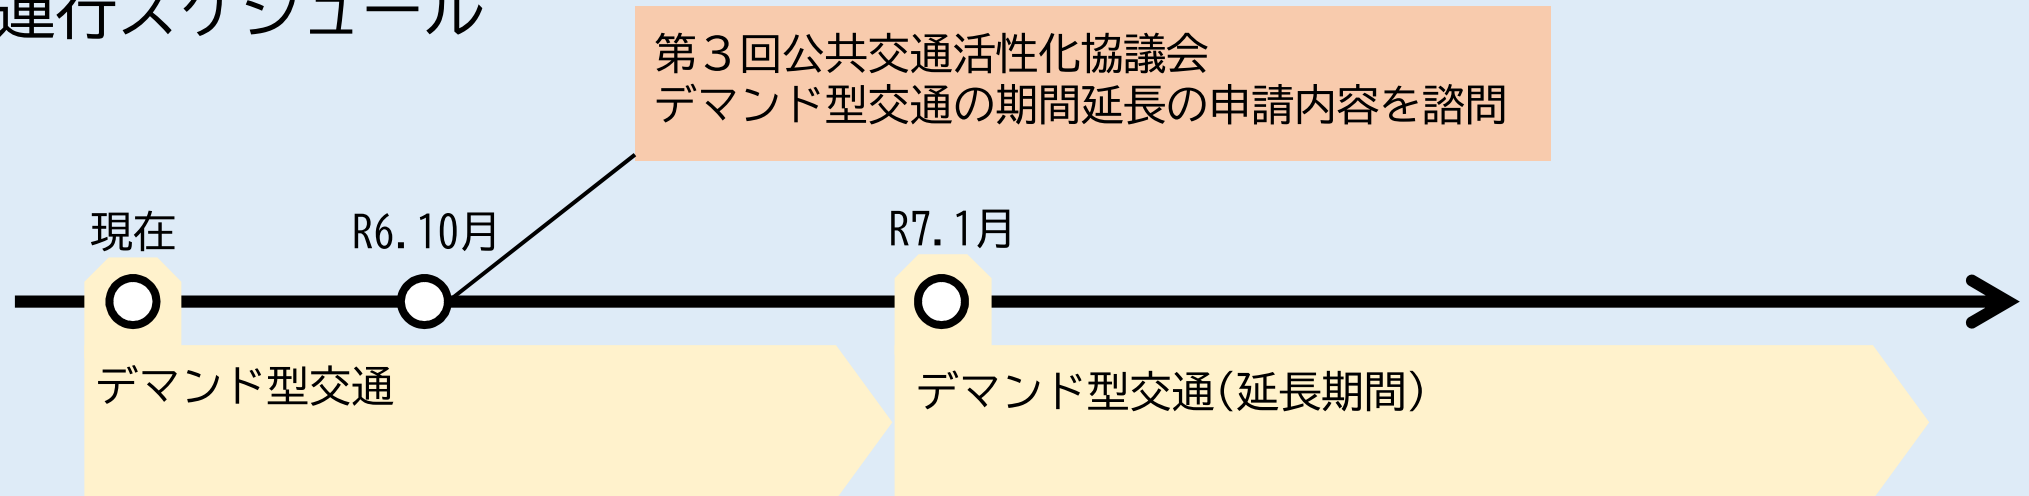 運行スケジュール
第３回公共交通活性化協議会
デマンド型交通の期間延長の申請内容を諮問
現在
R6.10月
R7.1月
デマンド型交通
デマンド型交通(延長期間)